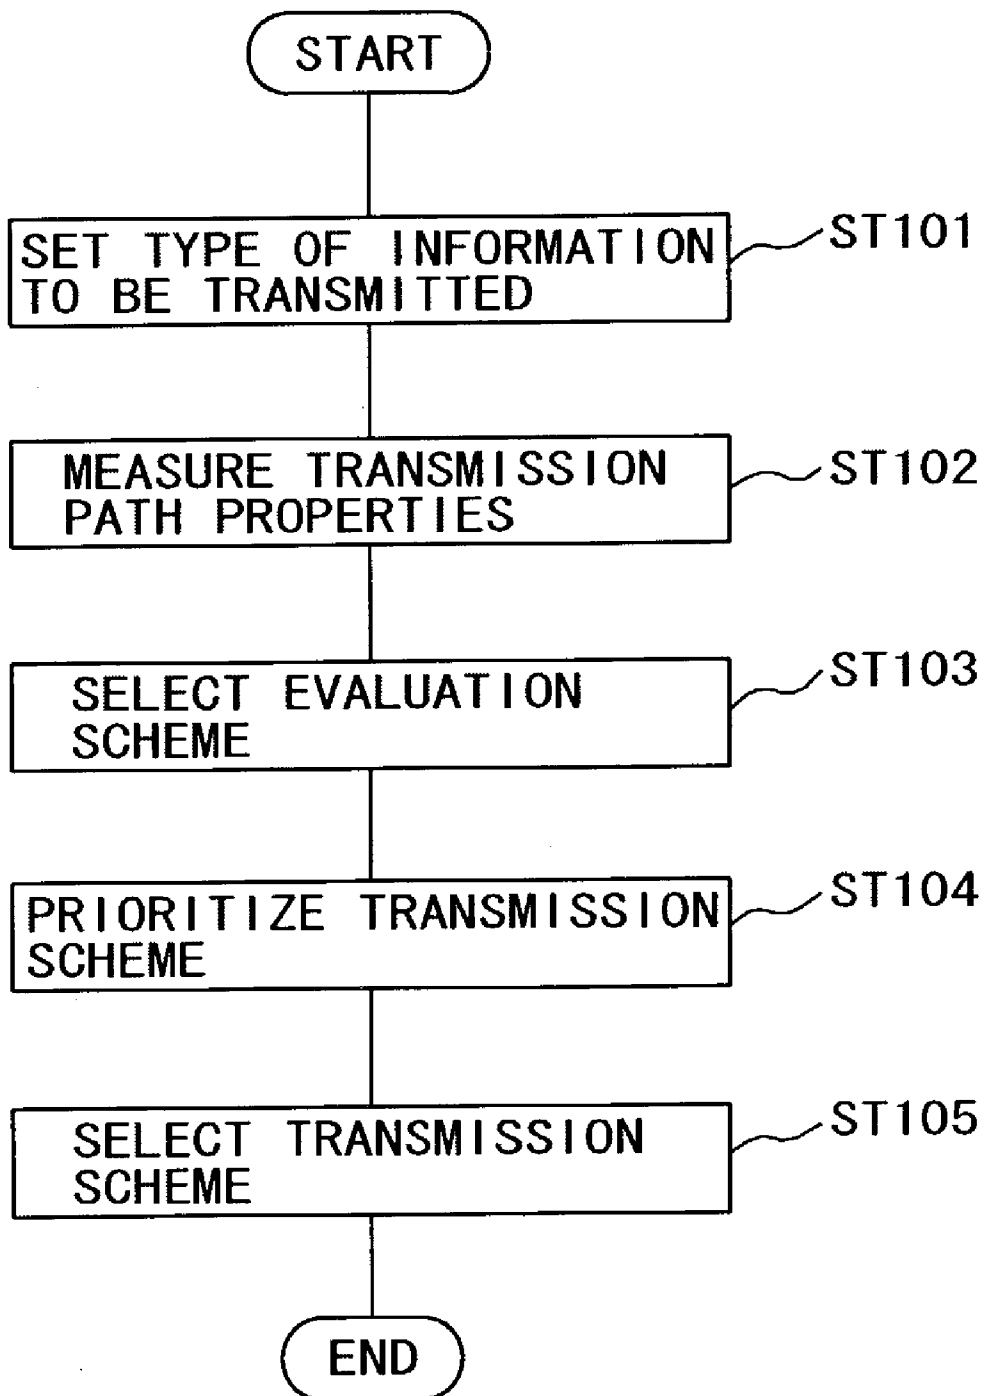 START
SET TYPE OF INFORMATION
TO BE TRANSMITTED
ST101
MEASURE TRANSMISSION
PATH PROPERTIES
ST102
SELECT EVALUATION
SCHEME
ST103
PRIORITIZE TRANSMISSION
SCHEME
ST104
SELECT TRANSMISSION
SCHEME
ST105
END